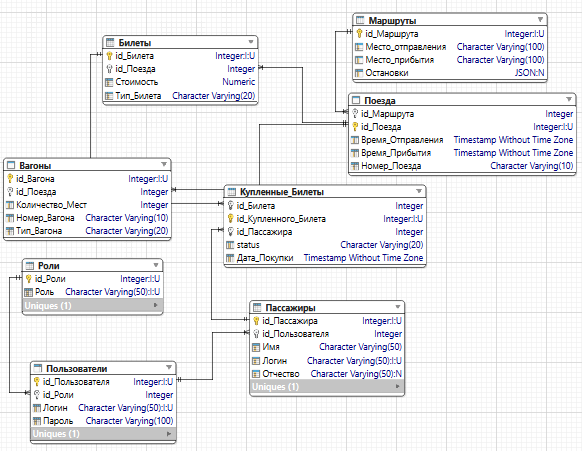 Маршруты
id_Маршрута Integer:I:U
Место_отправления Character Varying(100)
Место_прибытия Character Varying(100)
Остановки JSON:N
Билеты
id_Билета Integer:I:U
id_Поезда Integer
Стоимость Numeric
Тип_Билета Character Varying(20)
Поезда
id_Маршрута Integer
id_Поезда Integer:I:U
Время_Отправления Timestamp Without Time Zone
Время_Прибытия Timestamp Without Time Zone
Номер_Поезда Character Varying(10)
Вагоны
id_Вагона Integer:I:U
id_Поезда Integer
Количество_Мест Integer
Номер_Вагона Character Varying(10)
Тип_Вагона Character Varying(20)
Купленные_Билеты
id_Билета Integer
id_Купленного_Билета Integer:I:U
id_Пассажира Integer
status Character Varying(20)
Дата_Покупки Timestamp Without Time Zone
Роли
id_Роли Integer:I:U
Роль Character Varying(50):I:U
Uniques (1)
Пассажиры
id_Пассажира Integer:I:U
id_Пользователя Integer
Имя Character Varying(50)
Логин Character Varying(50):I:U
Отчество Character Varying(50):N
Uniques (1)
Пользователи
id_Пользователя Integer:I:U
id_Роли Integer
Логин Character Varying(50):I:U
Пароль Character Varying(100)
Uniques (1)